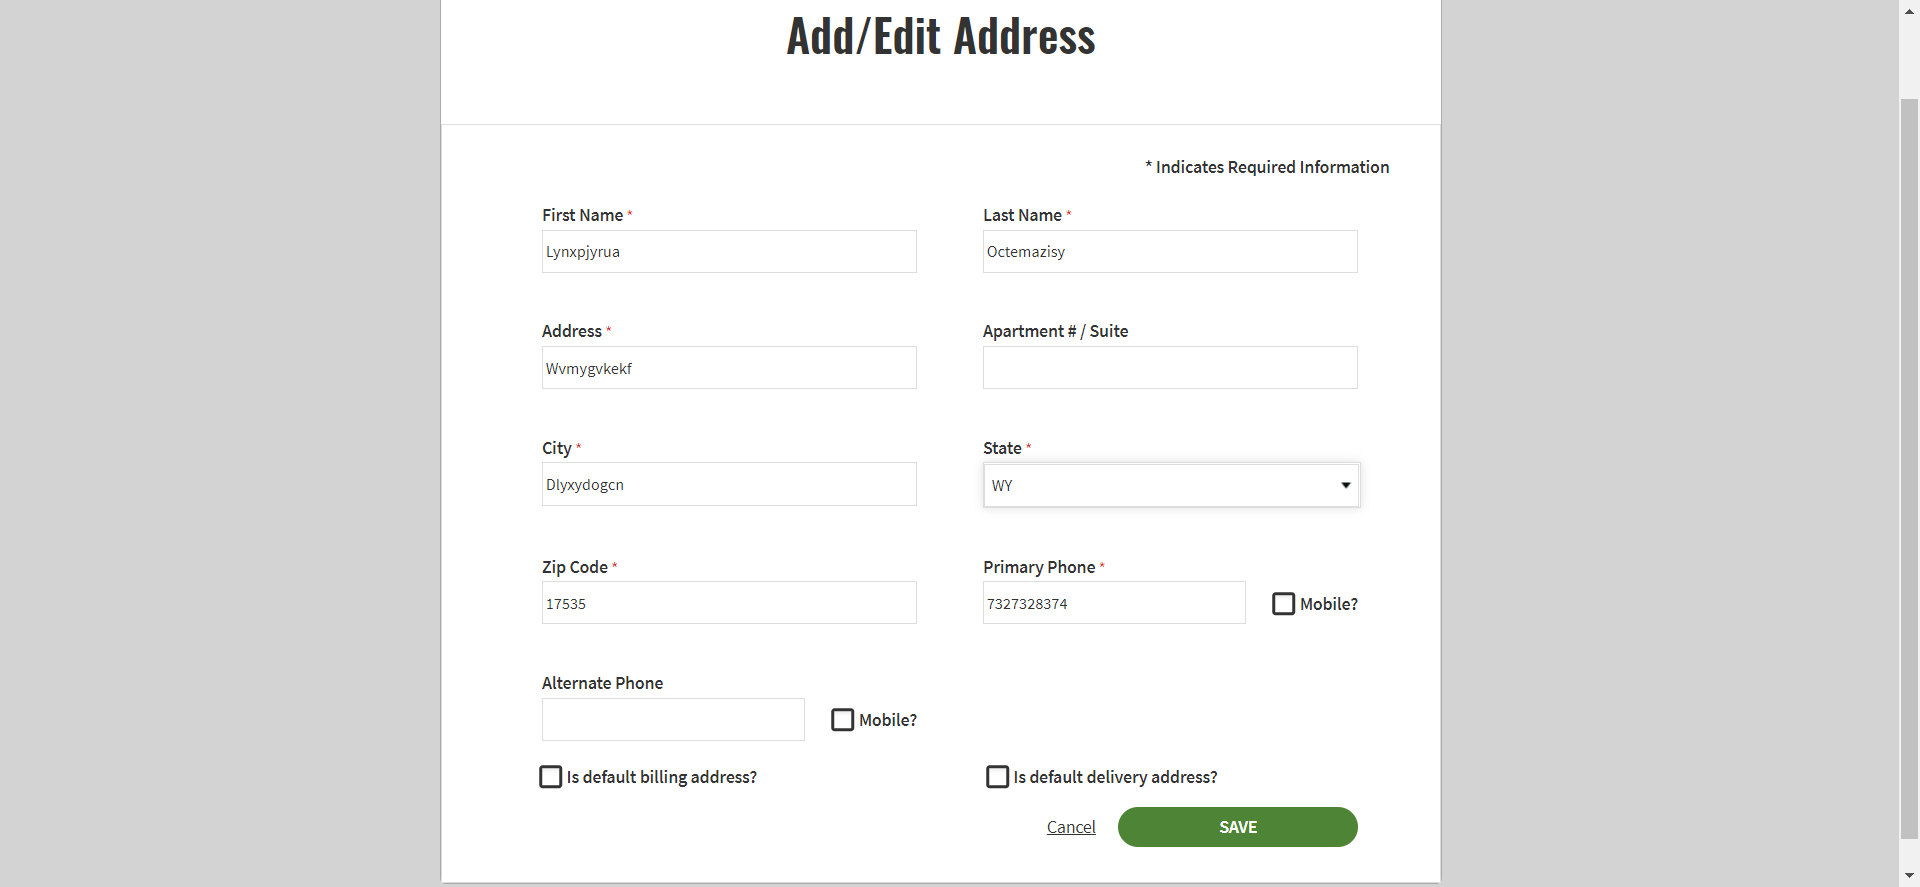 Add/Edit Address
* Indicates Required Information
First Name *
Last Name *
Lynxpjyrua
Octemazisy
Address *
Apartment # / Suite
Wvmygvkekf
City *
State *
Dlyxydogcn
WY
Zip Code *
Primary Phone *
17535
7327328374
Mobile?
Alternate Phone
Mobile?
Is default billing address?
Is default delivery address?
Cancel
SAVE